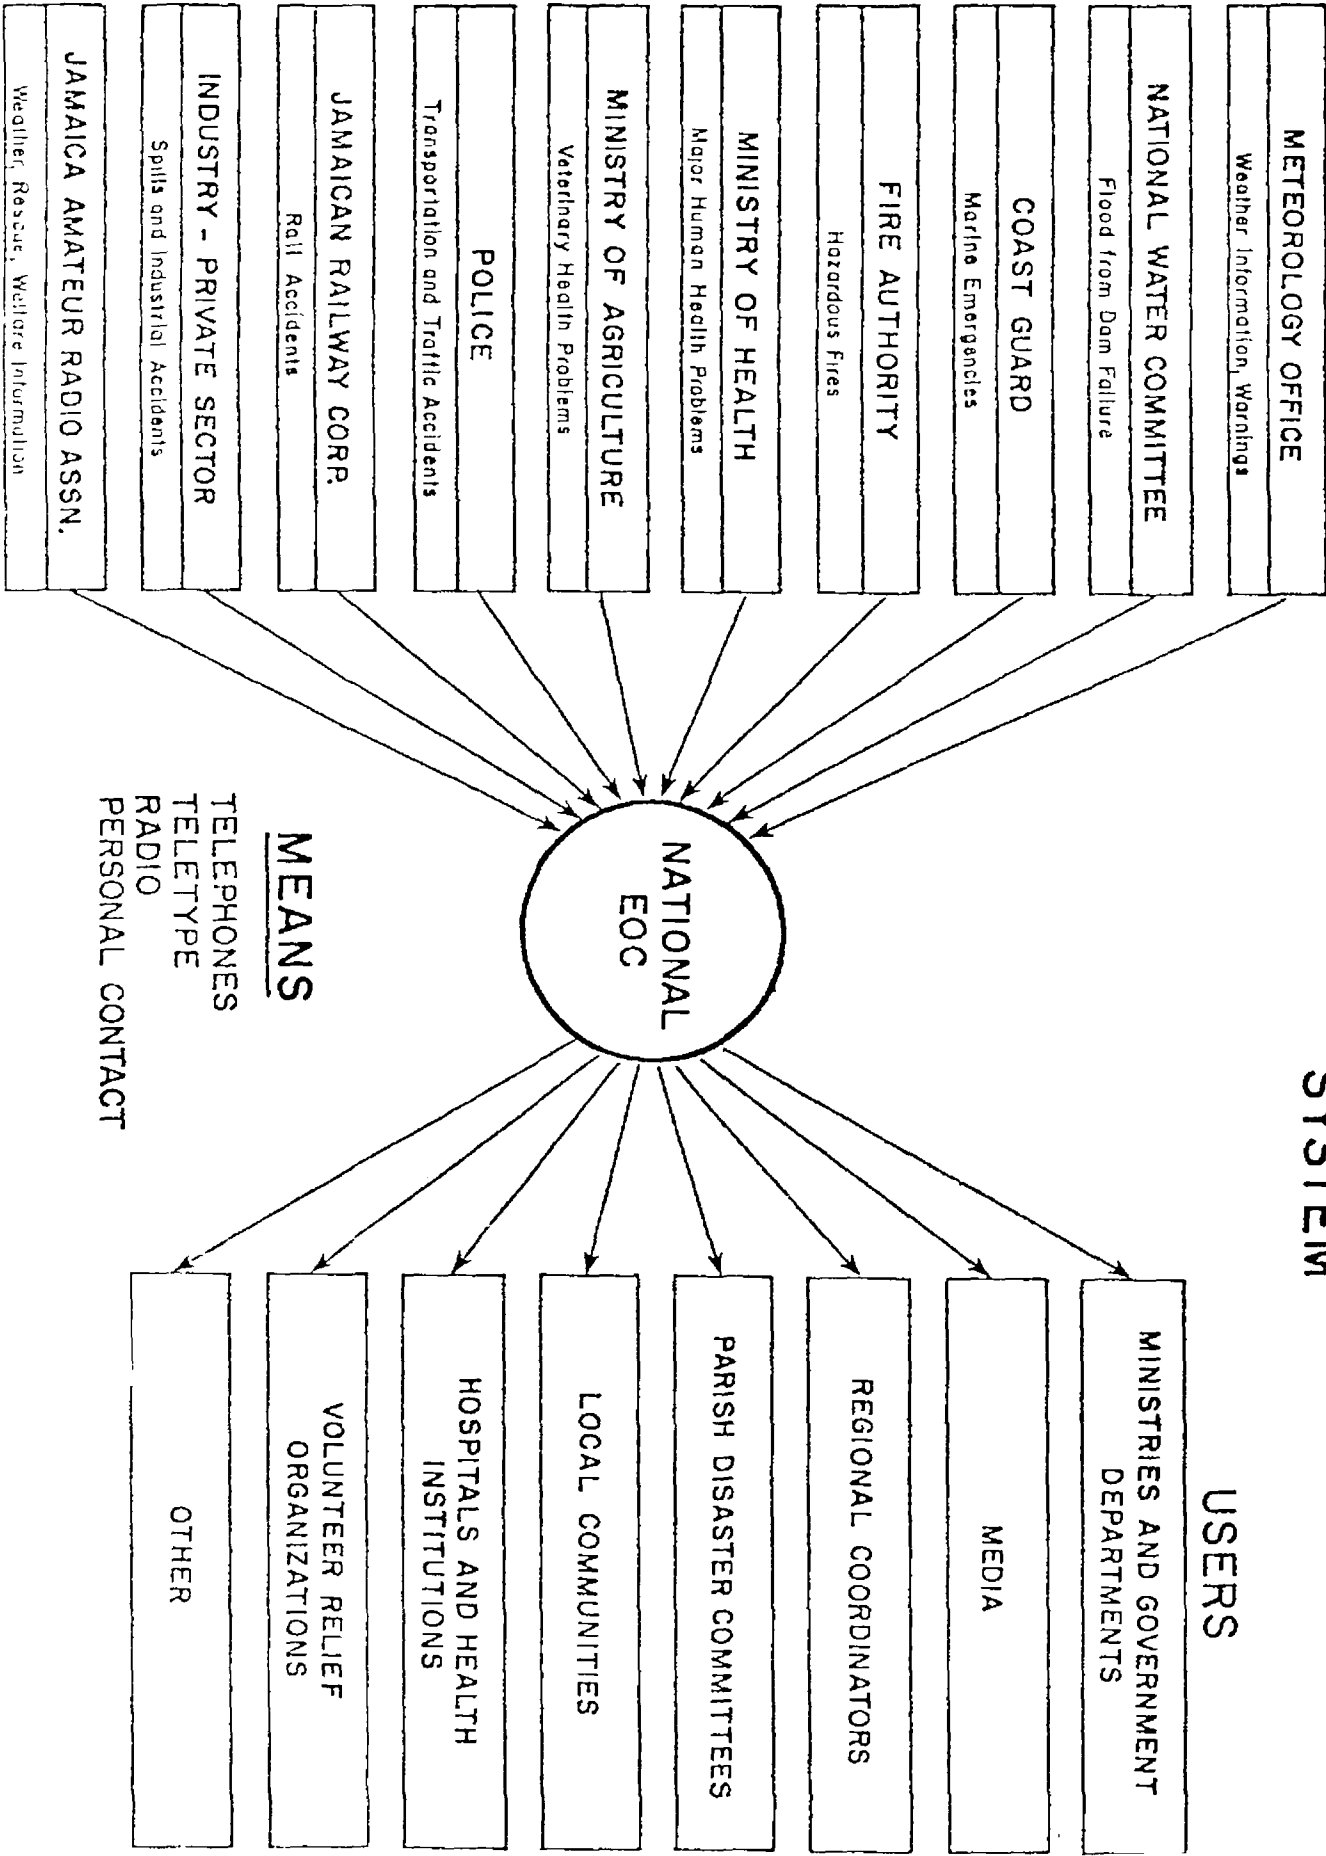 SYSTEM
METEOROLOGY OFFICE
Weather Information, Warnings
NATIONAL WATER COMMITTEE
Flood from Dam Failure
COAST GUARD
Marine Emergencies
FIRE AUTHORITY
Hazardous Fires
MINISTRY OF HEALTH
Major Human Health Problems
MINISTRY OF AGRICULTURE
Veterinary Health Problems
POLICE
Transportation and Traffic Accidents
JAMAICAN RAILWAY CORP.
Rail Accidents
INDUSTRY - PRIVATE SECTOR
Spills and Industrial Accidents
JAMAICA AMATEUR RADIO ASSN.
Weather, Rescue, Welfare Information
NATIONAL
EOC
MEANS
TELEPHONES
TELETYPE
RADIO
PERSONAL CONTACT
USERS
MINISTRIES AND GOVERNMENT
DEPARTMENTS
MEDIA
REGIONAL COORDINATORS
PARISH DISASTER COMMITTEES
LOCAL COMMUNITIES
HOSPITALS AND HEALTH
INSTITUTIONS
VOLUNTEER RELIEF
ORGANIZATIONS
OTHER